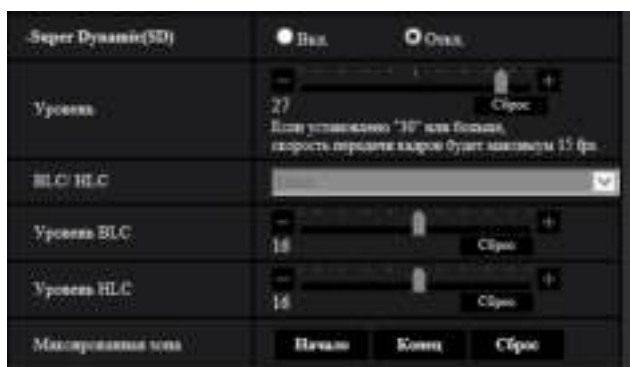 -Super Dynamic(SD)
Вкл.
Откл.
Уровень
27
Сброс
Если установлено "30" или больше,
скорость передачи кадров будет максимум 15 fps
BLC/ HLC
Уровень BLC
16
Сброс
Уровень HLC
16
Сброс
Маскированная зона
Начало
Конец
Сброс